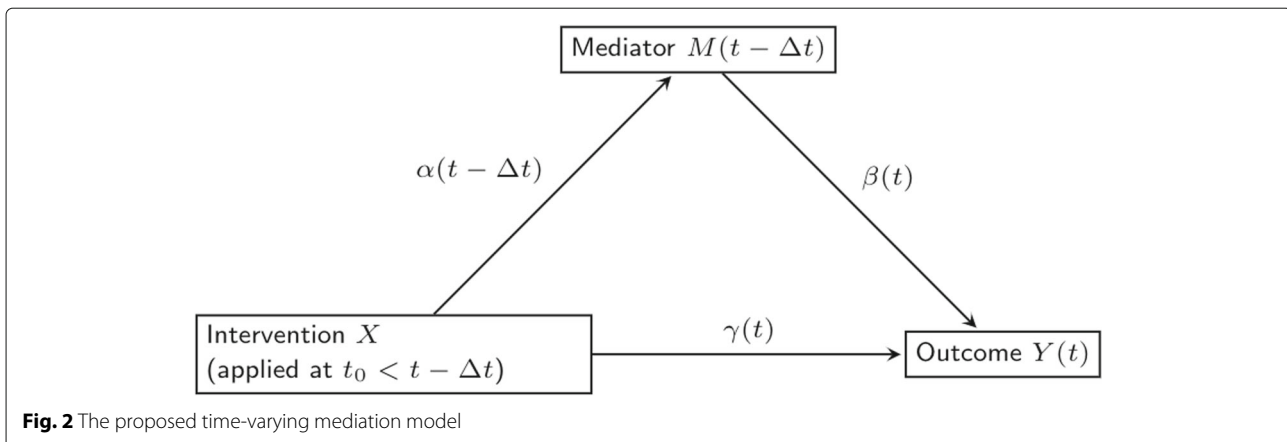 Mediator M(t − Δt)
α(t − Δt)
β(t)
Intervention X
(applied at t₀ < t − Δt)
γ(t)
Outcome Y(t)
Fig. 2 The proposed time-varying mediation model